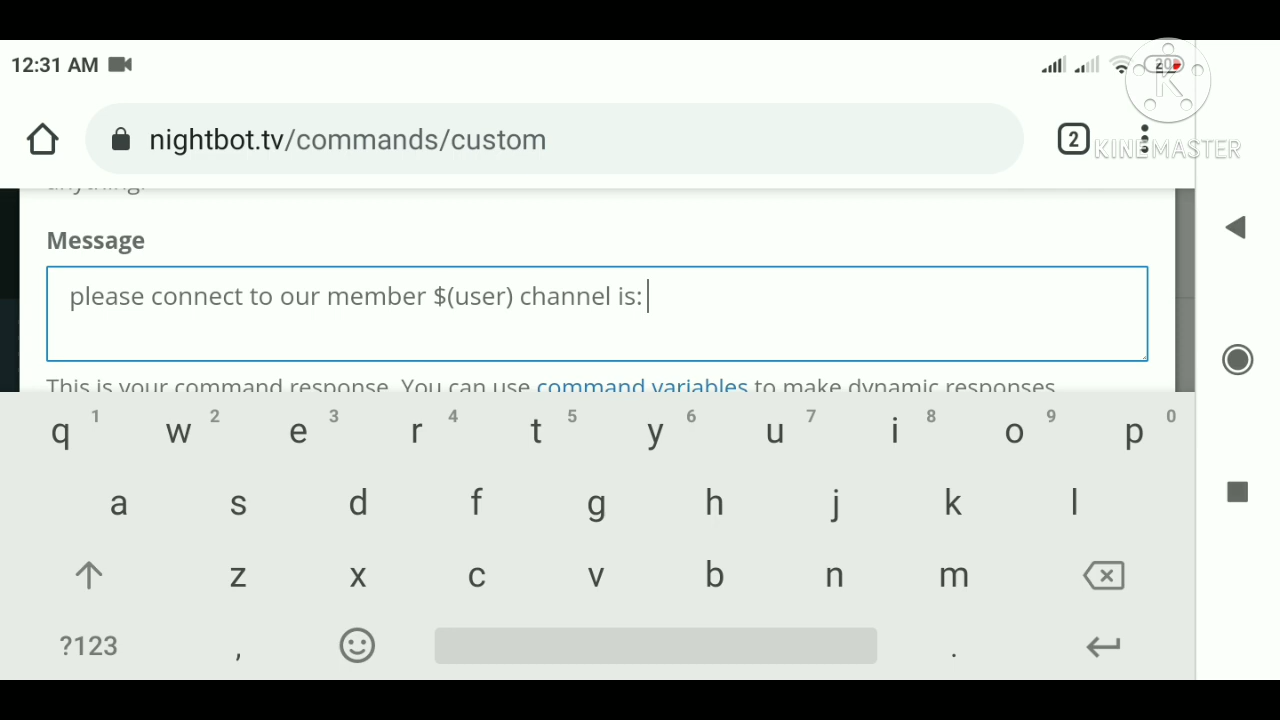 12:31 AM
20
nightbot.tv/commands/custom
2
KINEMASTER
anything.
Message
please connect to our member $(user) channel is:
This is your command response. You can use command variables to make dynamic responses
q 1 w 2 e 3 r 4 t 5 y 6 u 7 i 8 o 9 p 0
a s d f g h j k l
z x c v b n m
?123 , .